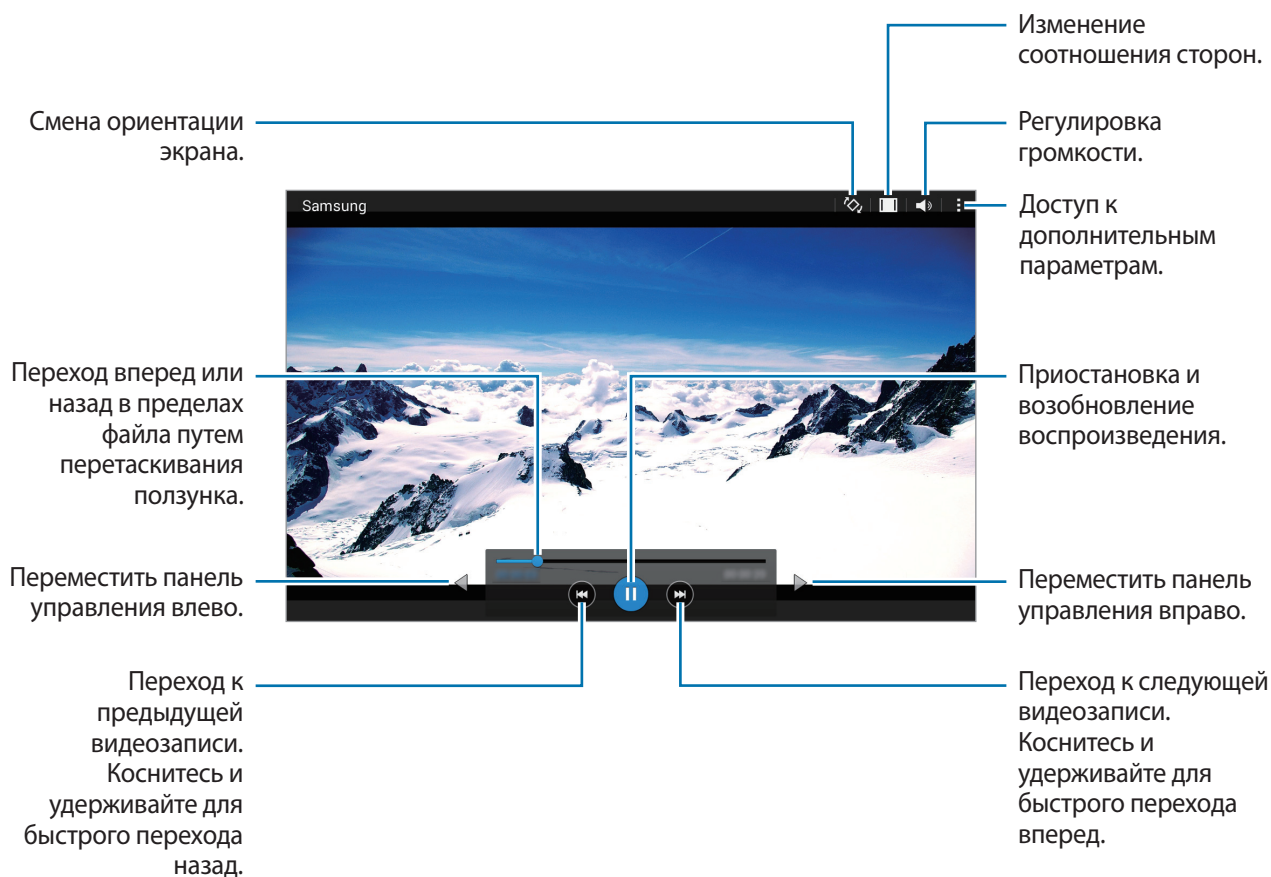 Изменение
соотношения сторон.
Смена ориентации
экрана.
Регулировка
громкости.
Samsung
Доступ к
дополнительным
параметрам.
Переход вперед или
назад в пределах
файла путем
перетаскивания
ползунка.
Приостановка и
возобновление
воспроизведения.
Переместить панель
управления влево.
Переместить панель
управления вправо.
Переход к
предыдущей
видеозаписи.
Коснитесь и
удерживайте для
быстрого перехода
назад.
Переход к следующей
видеозаписи.
Коснитесь и
удерживайте для
быстрого перехода
вперед.